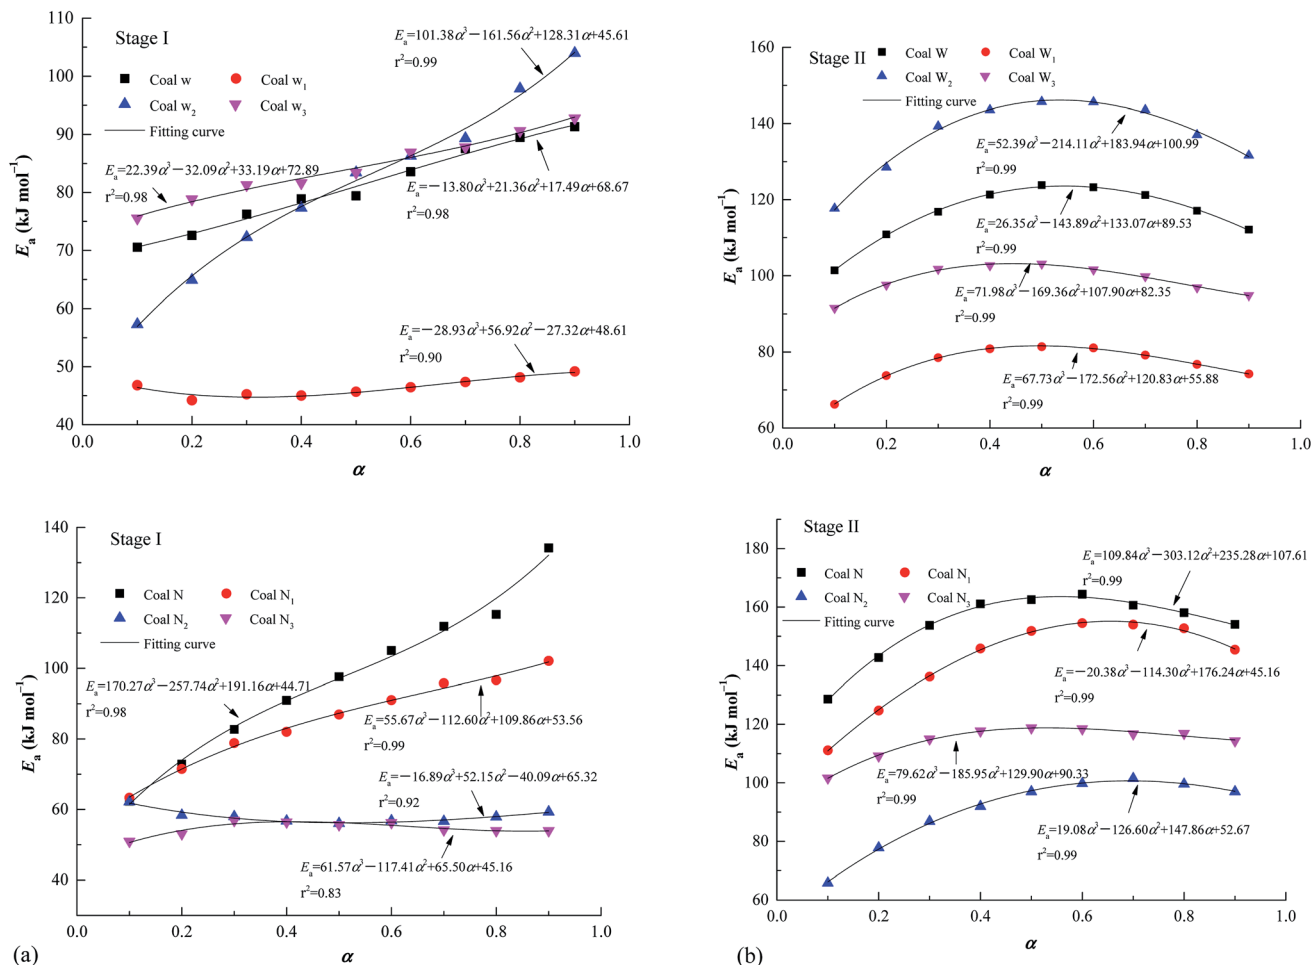 Stage I
Coal w
Coal w₁
Coal w₂
Coal w₃
Fitting curve
Eₐ=101.38α³−161.56α²+128.31α+45.61
r²=0.99
Eₐ=22.39α³−32.09α²+33.19α+72.89
r²=0.98
Eₐ=−13.80α³+21.36α²+17.49α+68.67
r²=0.98
Eₐ=−28.93α³+56.92α²−27.32α+48.61
r²=0.90
Eₐ (kJ mol⁻¹)
110
100
90
80
70
60
50
40
0.0 0.2 0.4 0.6 0.8 1.0
α
Stage II
Coal W
Coal W₁
Coal W₂
Coal W₃
Fitting curve
Eₐ=52.39α³−214.11α²+183.94α+100.99
r²=0.99
Eₐ=26.35α³−143.89α²+133.07α+89.53
r²=0.99
Eₐ=71.98α³−169.36α²+107.90α+82.35
r²=0.99
Eₐ=67.73α³−172.56α²+120.83α+55.88
r²=0.99
Eₐ (kJ mol⁻¹)
160
140
120
100
80
60
0.0 0.2 0.4 0.6 0.8 1.0
α
Stage I
Coal N
Coal N₁
Coal N₂
Coal N₃
Fitting curve
Eₐ=170.27α³−257.74α²+191.16α+44.71
r²=0.98
Eₐ=55.67α³−112.60α²+109.86α+53.56
r²=0.99
Eₐ=−16.89α³+52.15α²−40.09α+65.32
r²=0.92
Eₐ=61.57α³−117.41α²+65.50α+45.16
r²=0.83
Eₐ (kJ mol⁻¹)
140
120
100
80
60
40
0.0 0.2 0.4 0.6 0.8 1.0
α
(a)
Stage II
Coal N
Coal N₁
Coal N₂
Coal N₃
Fitting curve
Eₐ=109.84α³−303.12α²+235.28α+107.61
r²=0.99
Eₐ=−20.38α³−114.30α²+176.24α+45.16
r²=0.99
Eₐ=79.62α³−185.95α²+129.90α+90.33
r²=0.99
Eₐ=19.08α³−126.60α²+147.86α+52.67
r²=0.99
Eₐ (kJ mol⁻¹)
180
160
140
120
100
80
60
0.0 0.2 0.4 0.6 0.8 1.0
α
(b)